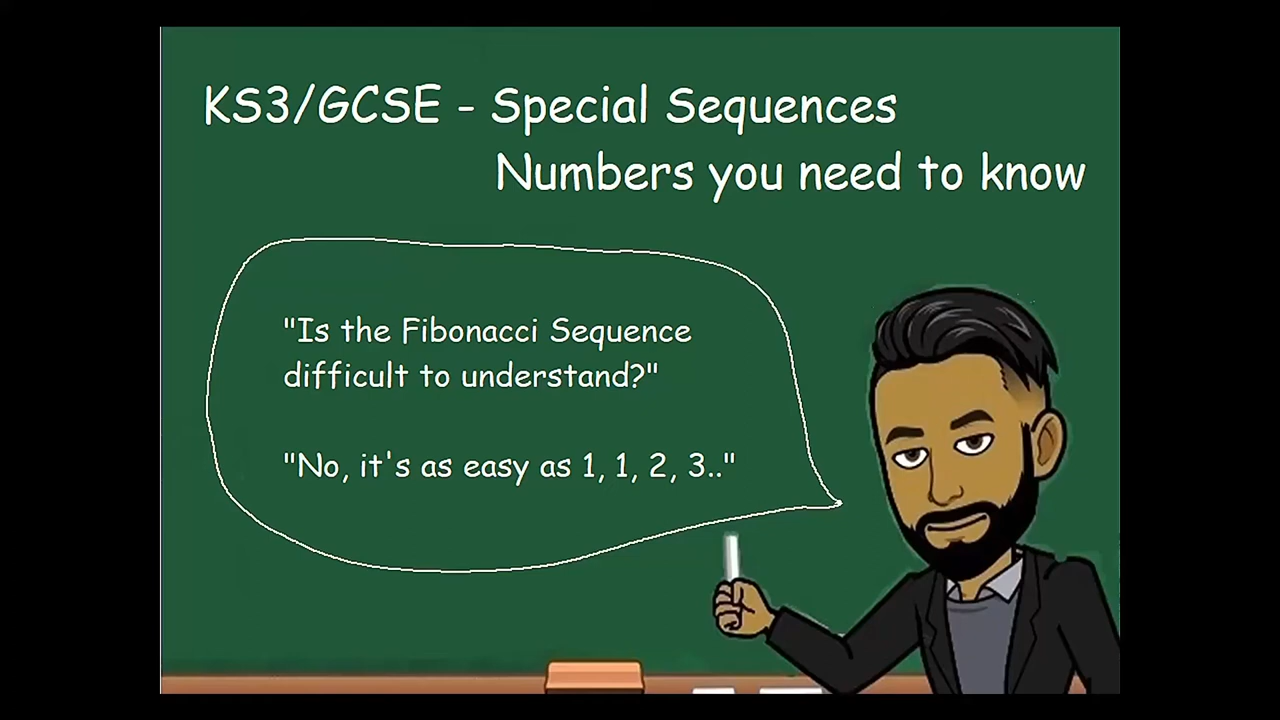 KS3/GCSE - Special Sequences
Numbers you need to know
"Is the Fibonacci Sequence
difficult to understand?"
"No, it's as easy as 1, 1, 2, 3.."